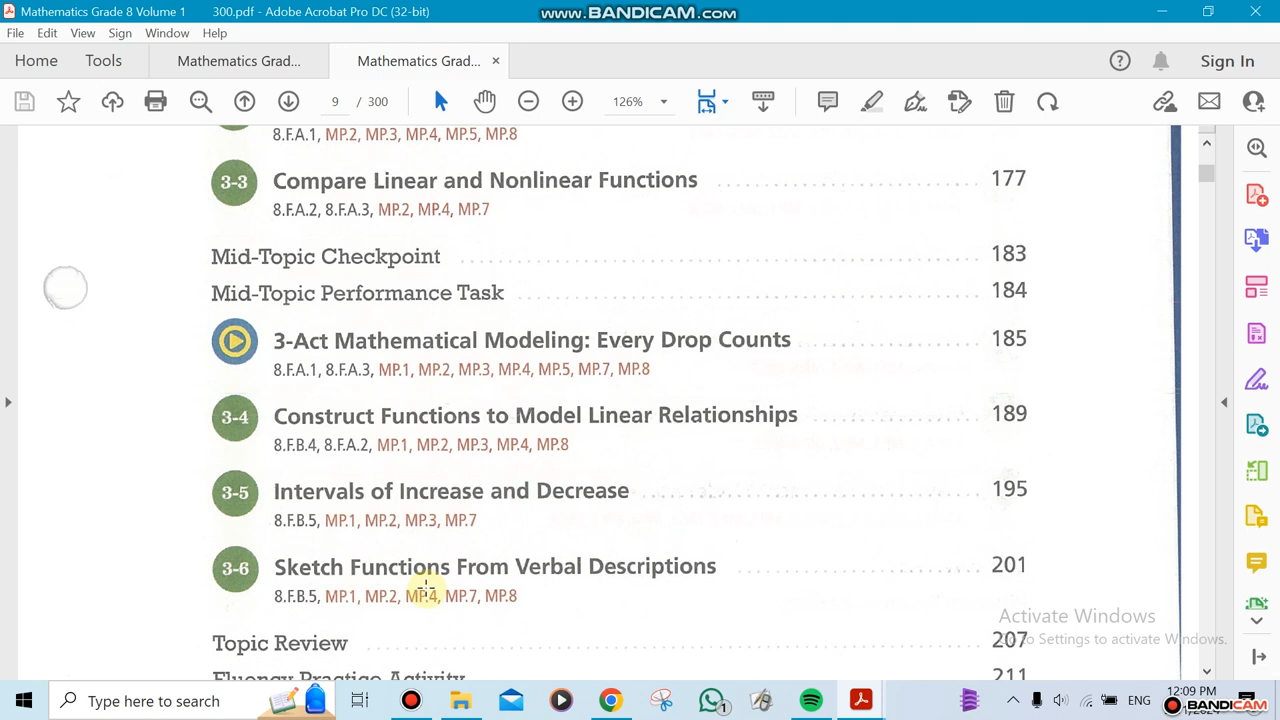 Mathematics Grade 8 Volume 1 300.pdf - Adobe Acrobat Pro DC (32-bit)
www.BANDICAM.com
File Edit View Sign Window Help
Home Tools Mathematics Grad... Mathematics Grad... × Sign In
9 / 300 126%
8.F.A.1, MP.2, MP.3, MP.4, MP.5, MP.8
3-3 Compare Linear and Nonlinear Functions 177
8.F.A.2, 8.F.A.3, MP.2, MP.4, MP.7
Mid-Topic Checkpoint 183
Mid-Topic Performance Task 184
3-Act Mathematical Modeling: Every Drop Counts 185
8.F.A.1, 8.F.A.3, MP.1, MP.2, MP.3, MP.4, MP.5, MP.7, MP.8
3-4 Construct Functions to Model Linear Relationships 189
8.F.B.4, 8.F.A.2, MP.1, MP.2, MP.3, MP.4, MP.8
3-5 Intervals of Increase and Decrease 195
8.F.B.5, MP.1, MP.2, MP.3, MP.7
3-6 Sketch Functions From Verbal Descriptions 201
8.F.B.5, MP.1, MP.2, MP.4, MP.7, MP.8
Activate Windows
Topic Review 207
to Settings to activate Windows.
Fluency Practice Activity 211
Type here to search
1
ENG
12:09 PM
BANDICAM